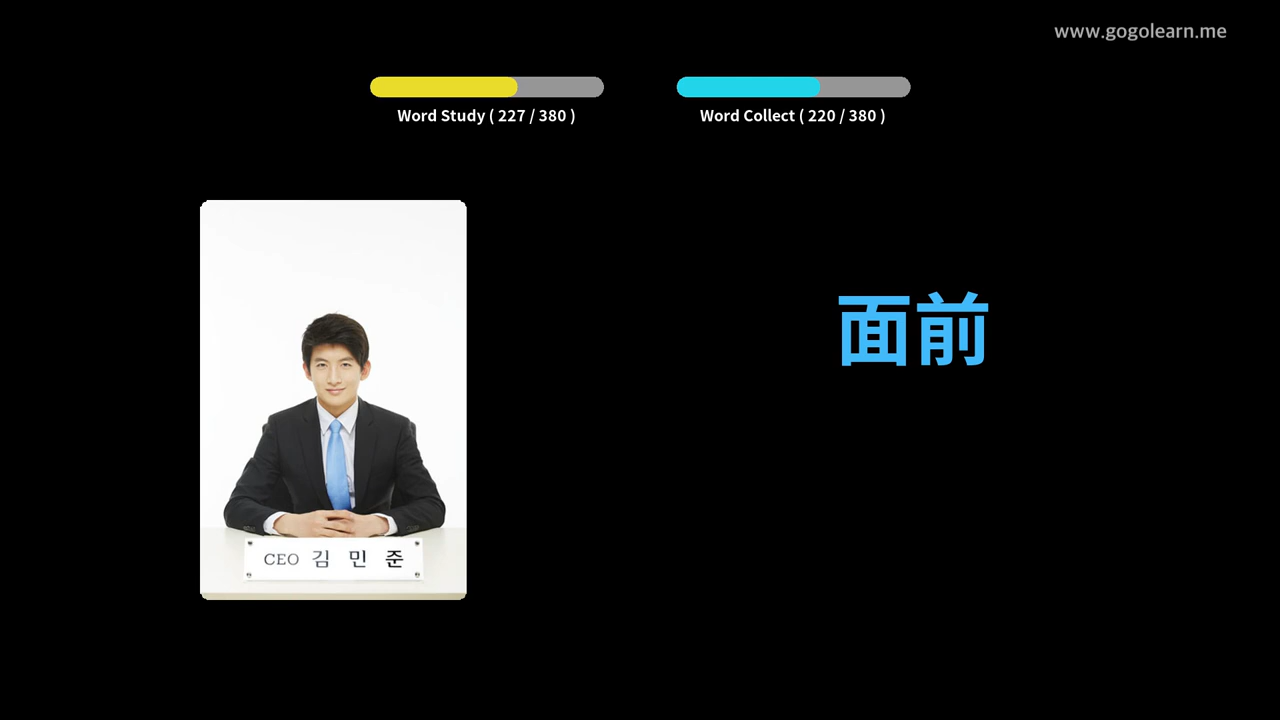 www.gogolearn.me
Word Study ( 227 / 380 )
Word Collect ( 220 / 380 )
面前
CEO 김 민 준